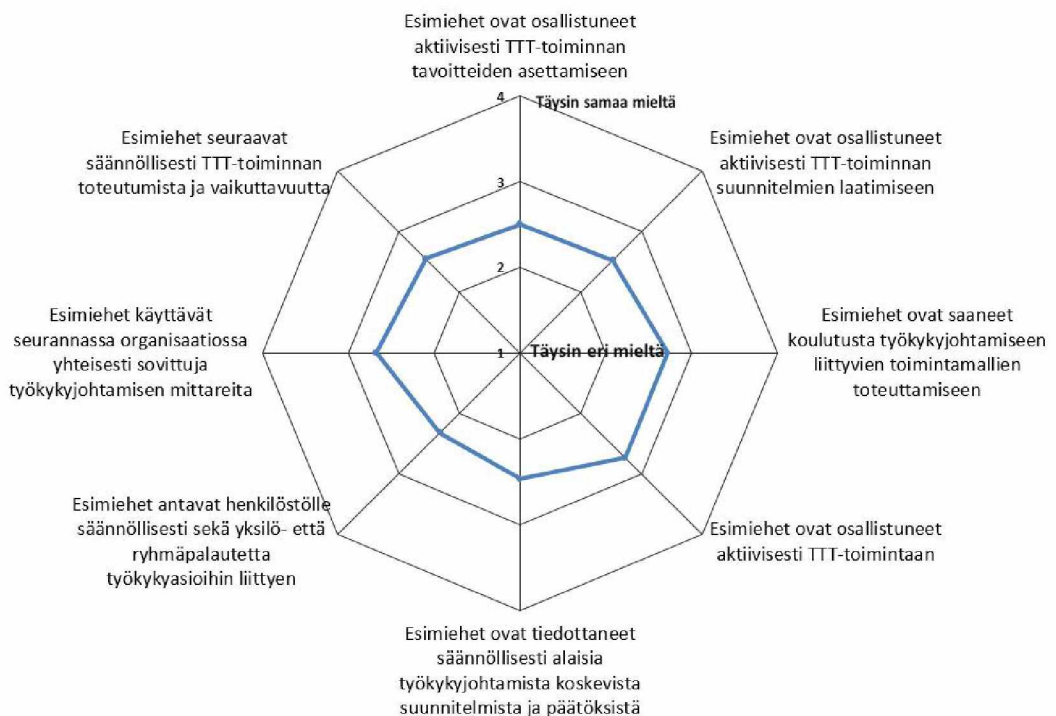 Esimiehet ovat osallistuneet
aktiivisesti TTT-toiminnan
tavoitteiden asettamiseen
4
Täysin samaa mieltä
Esimiehet seuraavat
säännöllisesti TTT-toiminnan
toteutumista ja vaikuttavuutta
Esimiehet ovat osallistuneet
aktiivisesti TTT-toiminnan
suunnitelmien laatimiseen
3
2
Esimiehet käyttävät
seurannassa organisaatiossa
yhteisesti sovittuja
työkykyjohtamisen mittareita
1
Täysin eri mieltä
Esimiehet ovat saaneet
koulutusta työkykyjohtamiseen
liittyvien toimintamallien
toteuttamiseen
Esimiehet antavat henkilöstölle
säännöllisesti sekä yksilö- että
ryhmäpalautetta
työkykyasioihin liittyen
Esimiehet ovat osallistuneet
aktiivisesti TTT-toimintaan
Esimiehet ovat tiedottaneet
säännöllisesti alaisia
työkykyjohtamista koskevista
suunnitelmista ja päätöksistä